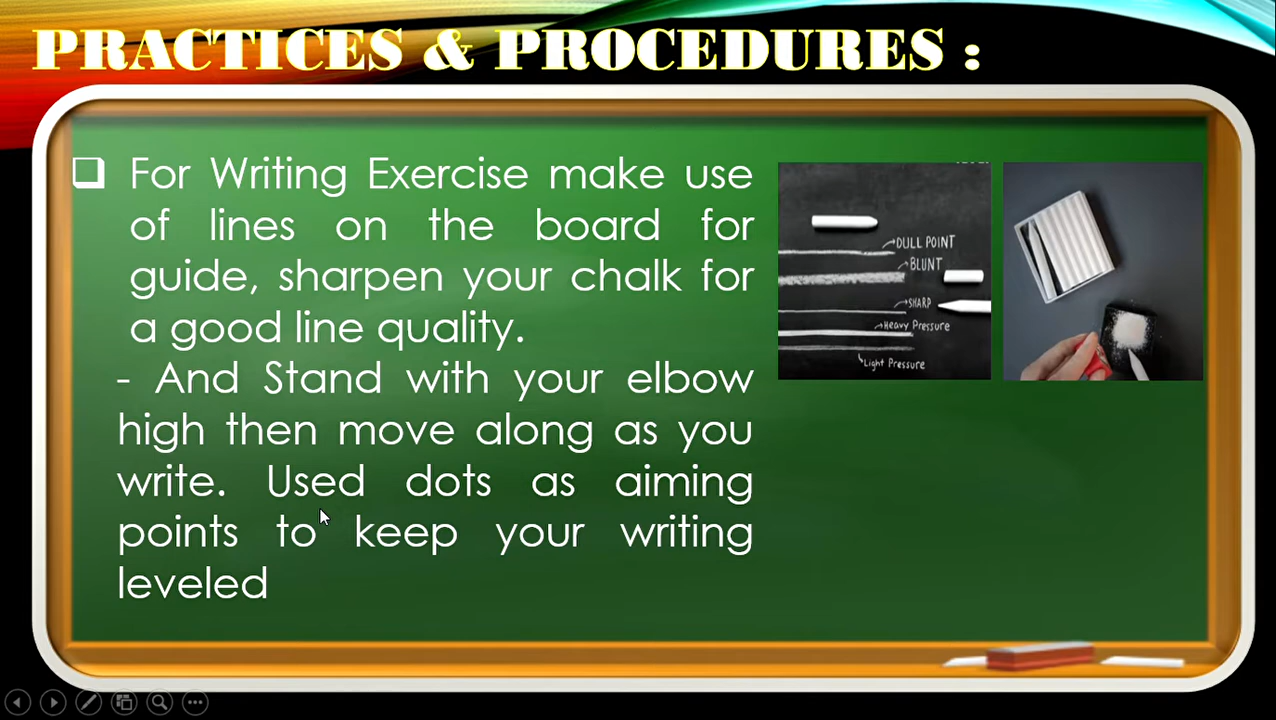 PRACTICES & PROCEDURES :
For Writing Exercise make use
of lines on the board for
guide, sharpen your chalk for
a good line quality.
- And Stand with your elbow
high then move along as you
write. Used dots as aiming
points to keep your writing
leveled
DULL POINT
BLUNT
SHARP
Heavy Pressure
Light Pressure